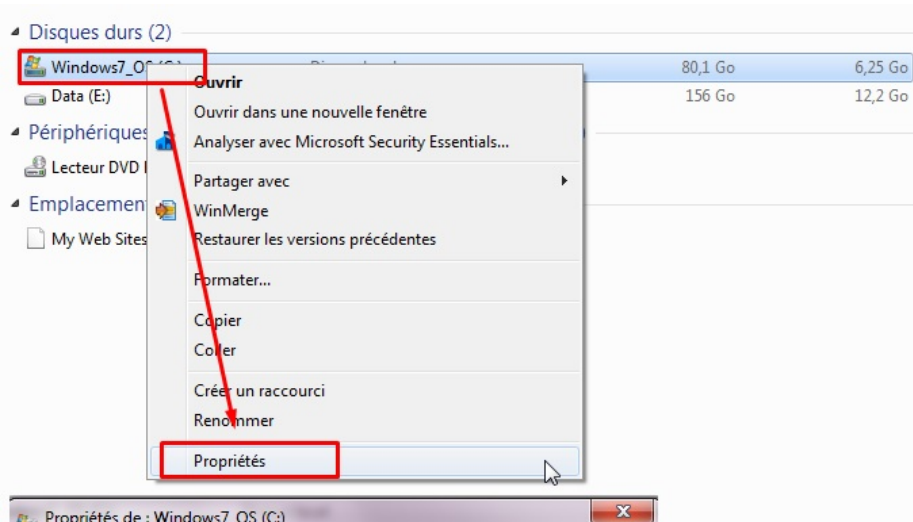 Disques durs (2)
Windows7_OS 80,1 Go 6,25 Go
Data (E:) 156 Go 12,2 Go
Périphériques
Lecteur DVD
Emplacemen
My Web Sites
Ouvrir
Ouvrir dans une nouvelle fenêtre
Analyser avec Microsoft Security Essentials...
Partager avec
WinMerge
Restaurer les versions précédentes
Formater...
Copier
Coller
Créer un raccourci
Renommer
Propriétés
Propriétés de : Windows7_OS (C:)